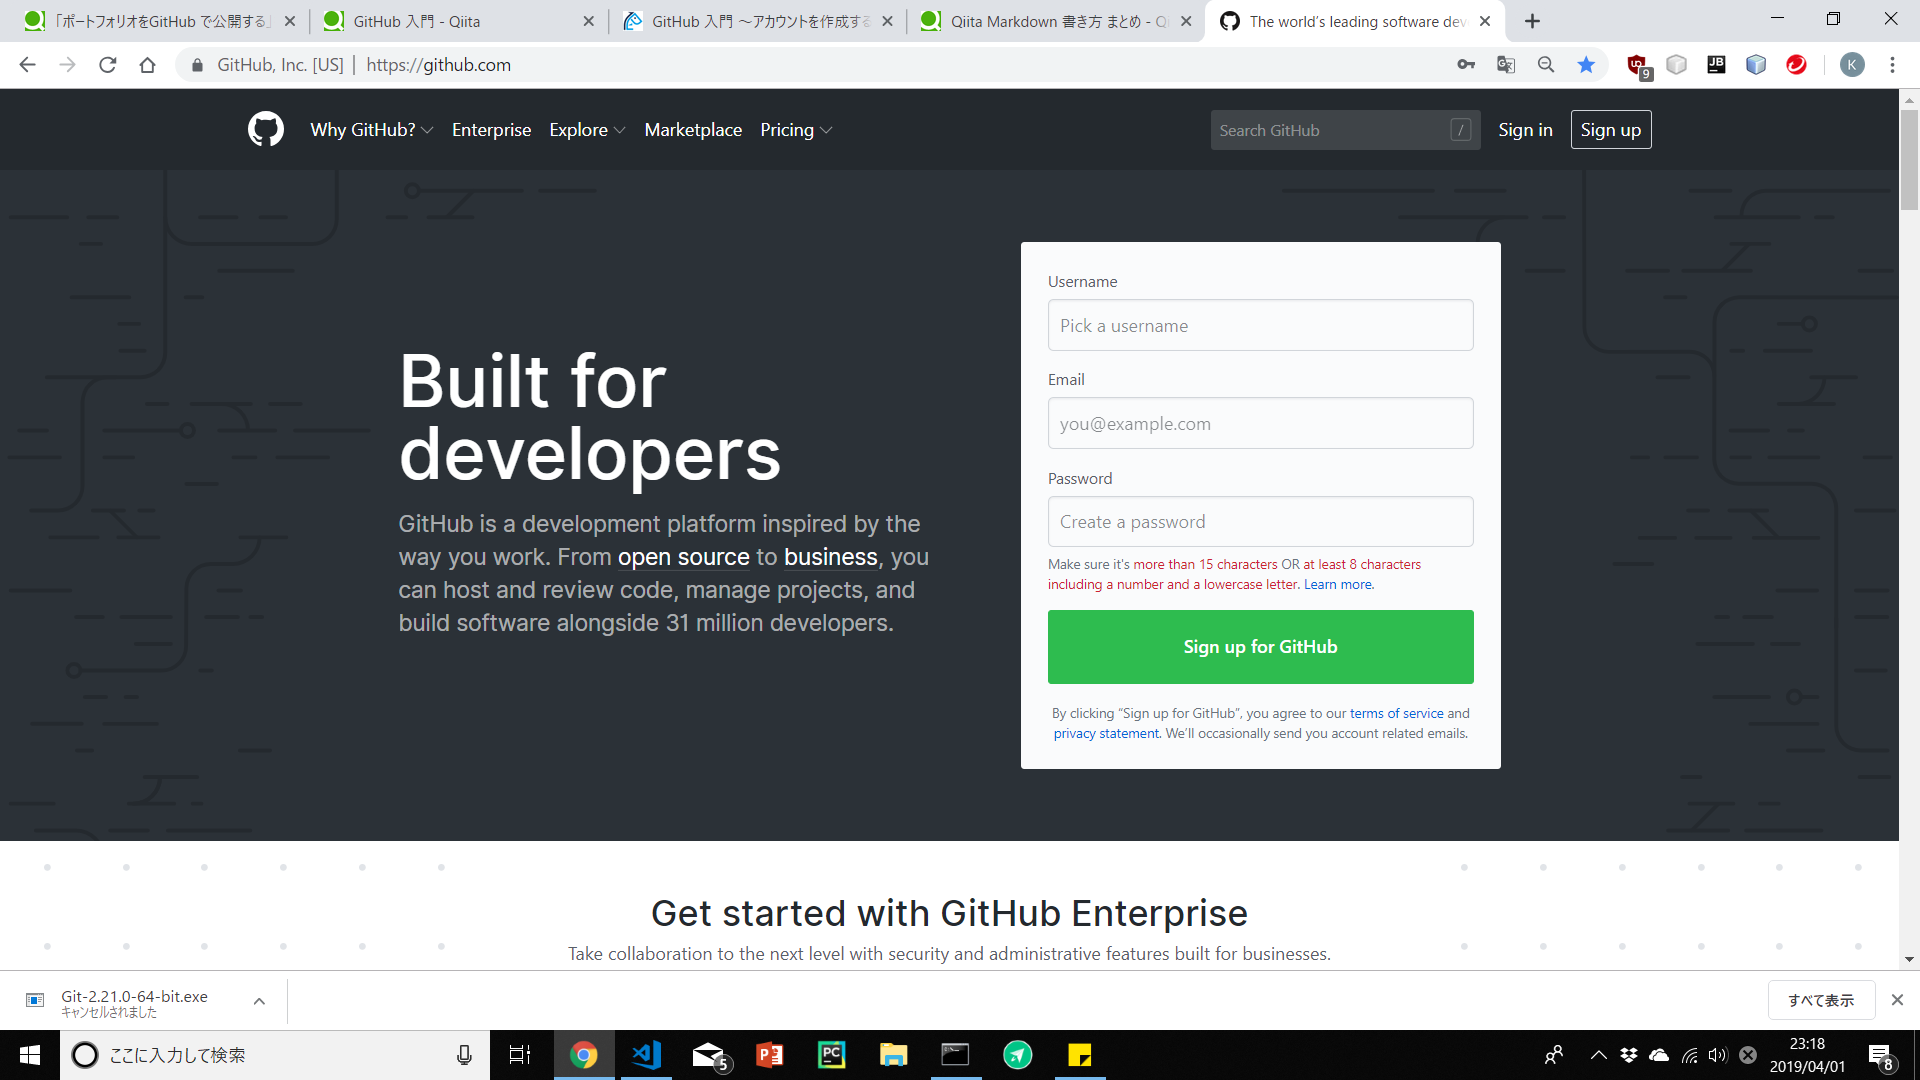 「ポートフォリオをGitHub で公開する」
GitHub 入門 - Qiita
GitHub 入門 ～アカウントを作成する
Qiita Markdown 書き方 まとめ - Qi
The world's leading software dev
GitHub, Inc. [US] | https://github.com
9
JB
K
Why GitHub?
Enterprise
Explore
Marketplace
Pricing
Search GitHub
/
Sign in
Sign up
Built for
developers
GitHub is a development platform inspired by the
way you work. From open source to business, you
can host and review code, manage projects, and
build software alongside 31 million developers.
Username
Pick a username
Email
you@example.com
Password
Create a password
Make sure it's more than 15 characters OR at least 8 characters
including a number and a lowercase letter. Learn more.
Sign up for GitHub
By clicking “Sign up for GitHub”, you agree to our terms of service and
privacy statement. We’ll occasionally send you account related emails.
Get started with GitHub Enterprise
Take collaboration to the next level with security and administrative features built for businesses.
Git-2.21.0-64-bit.exe
キャンセルされました
すべて表示
ここに入力して検索
5
PC
23:18
2019/04/01
8